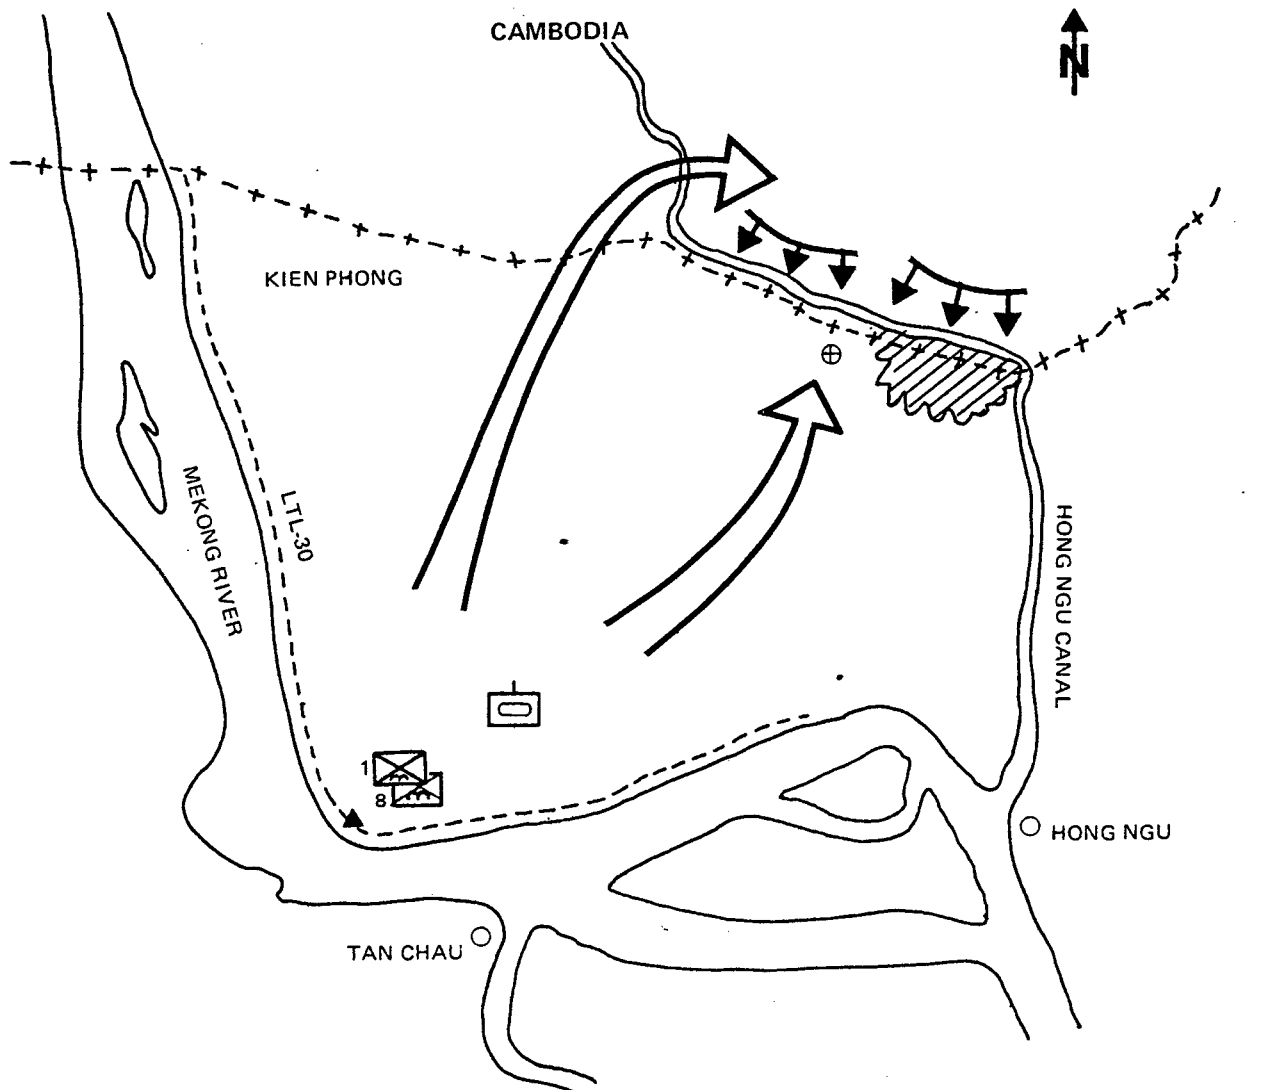 CAMBODIA
N
KIEN PHONG
MEKONG RIVER
LTL-30
HONG NGU CANAL
1
8
HONG NGU
TAN CHAU